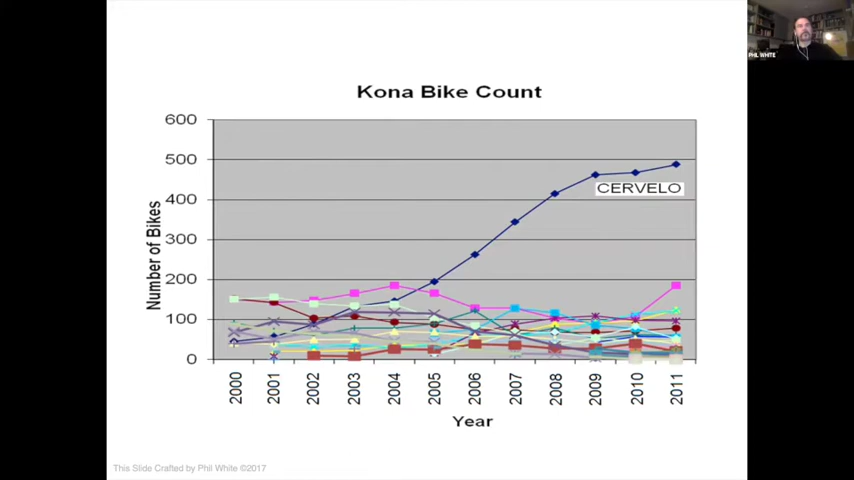 PHIL WHITE
Kona Bike Count
600
500
400
300
200
100
0
Number of Bikes
CERVELO
2000 2001 2002 2003 2004 2005 2006 2007 2008 2009 2010 2011
Year
This Slide Crafted by Phil White ©2017